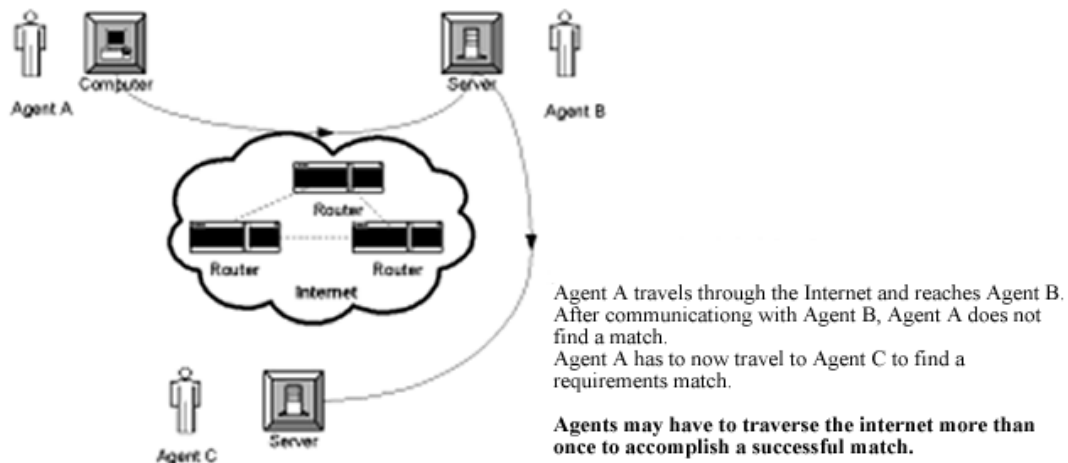 Computer
Server
Agent A
Agent B
Router
Router
Router
Internet
Agent A travels through the Internet and reaches Agent B.
After communicationg with Agent B, Agent A does not
find a match.
Agent A has to now travel to Agent C to find a
requirements match.
Agents may have to traverse the internet more than
once to accomplish a successful match.
Server
Agent C